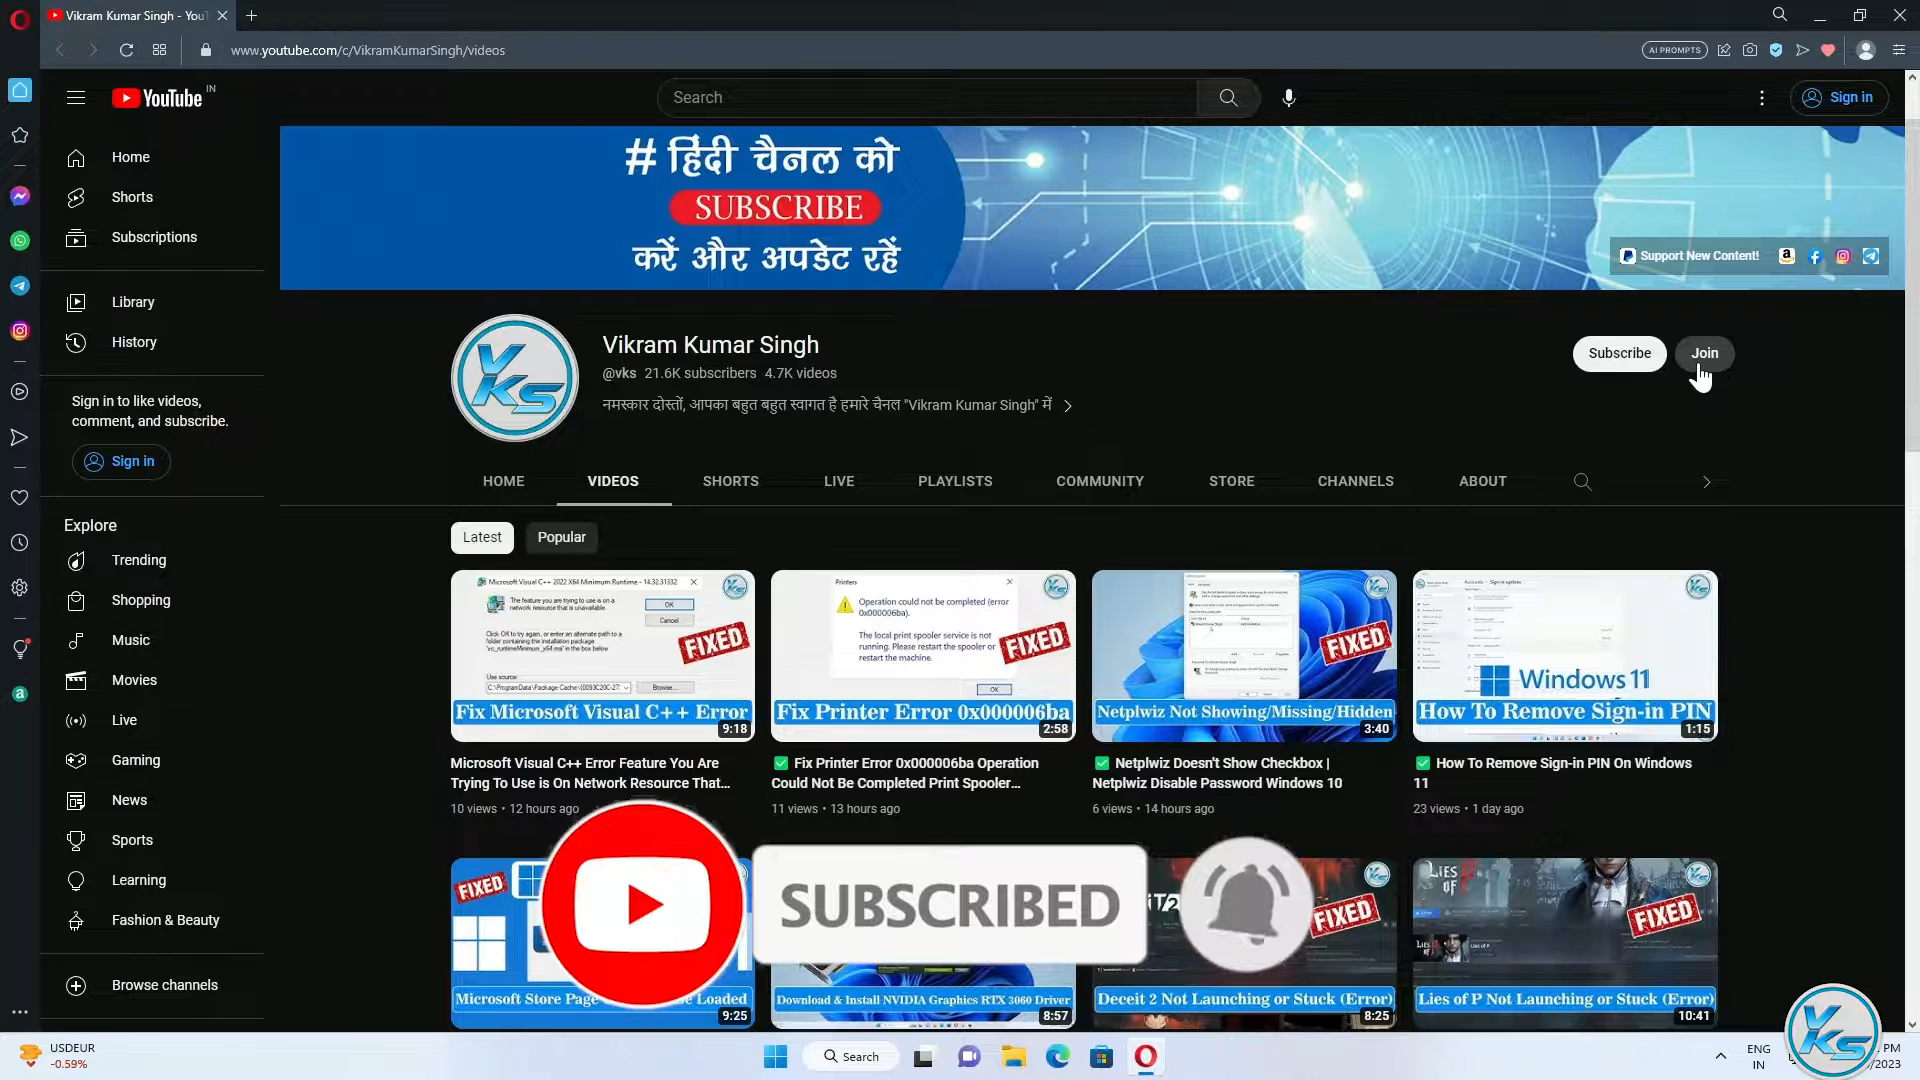 Vikram Kumar Singh - You
www.youtube.com/c/VikramKumarSingh/videos
AI PROMPTS
YouTube IN
Search
Sign in
Home
Shorts
Subscriptions
Library
History
Sign in to like videos,
comment, and subscribe.
Sign in
Explore
Trending
Shopping
Music
Movies
Live
Gaming
News
Sports
Learning
Fashion & Beauty
Browse channels
# हिंदी चैनल को
SUBSCRIBE
करें और अपडेट रहें
Support New Content!
VKS
Vikram Kumar Singh
@vks 21.6K subscribers 4.7K videos
नमस्कार दोस्तों, आपका बहुत बहुत स्वागत है हमारे चैनल "Vikram Kumar Singh" में
Subscribe
Join
HOME
VIDEOS
SHORTS
LIVE
PLAYLISTS
COMMUNITY
STORE
CHANNELS
ABOUT
Latest
Popular
Microsoft Visual C++ 2022 X64 Minimum Runtime - 14.32.31332
The feature you are trying to use is on a
network resource that is unavailable.
OK
Cancel
Click OK to try again, or enter an alternate path to a
folder containing the installation package
'vc_runtimeMinimum_x64.msi' in the box below
FIXED
Use source:
C:\ProgramData\Package Cache\{0093C20C-27
Browse...
Fix Microsoft Visual C++ Error
9:18
Microsoft Visual C++ Error Feature You Are
Trying To Use is On Network Resource That...
10 views • 12 hours ago
Printers
Operation could not be completed (error
0x000006ba).
The local print spooler service is not
running. Please restart the spooler or
restart the machine.
FIXED
OK
Fix Printer Error 0x000006ba
2:58
Fix Printer Error 0x000006ba Operation
Could Not Be Completed Print Spooler...
11 views • 13 hours ago
FIXED
Netplwiz Not Showing/Missing/Hidden
3:40
Netplwiz Doesn't Show Checkbox |
Netplwiz Disable Password Windows 10
6 views • 14 hours ago
Windows 11
How To Remove Sign-in PIN
1:15
How To Remove Sign-in PIN On Windows
11
23 views • 1 day ago
FIXED
Microsoft Store Page
Loaded
9:25
SUBSCRIBED
Download & Install NVIDIA Graphics RTX 3060 Driver
8:57
FIXED
Deceit 2 Not Launching or Stuck (Error)
8:25
LIES
OF
FIXED
Lies of P
Lies of P Not Launching or Stuck (Error)
10:41
USDEUR
-0.59%
Search
ENG
IN
PM
/2023
VKS